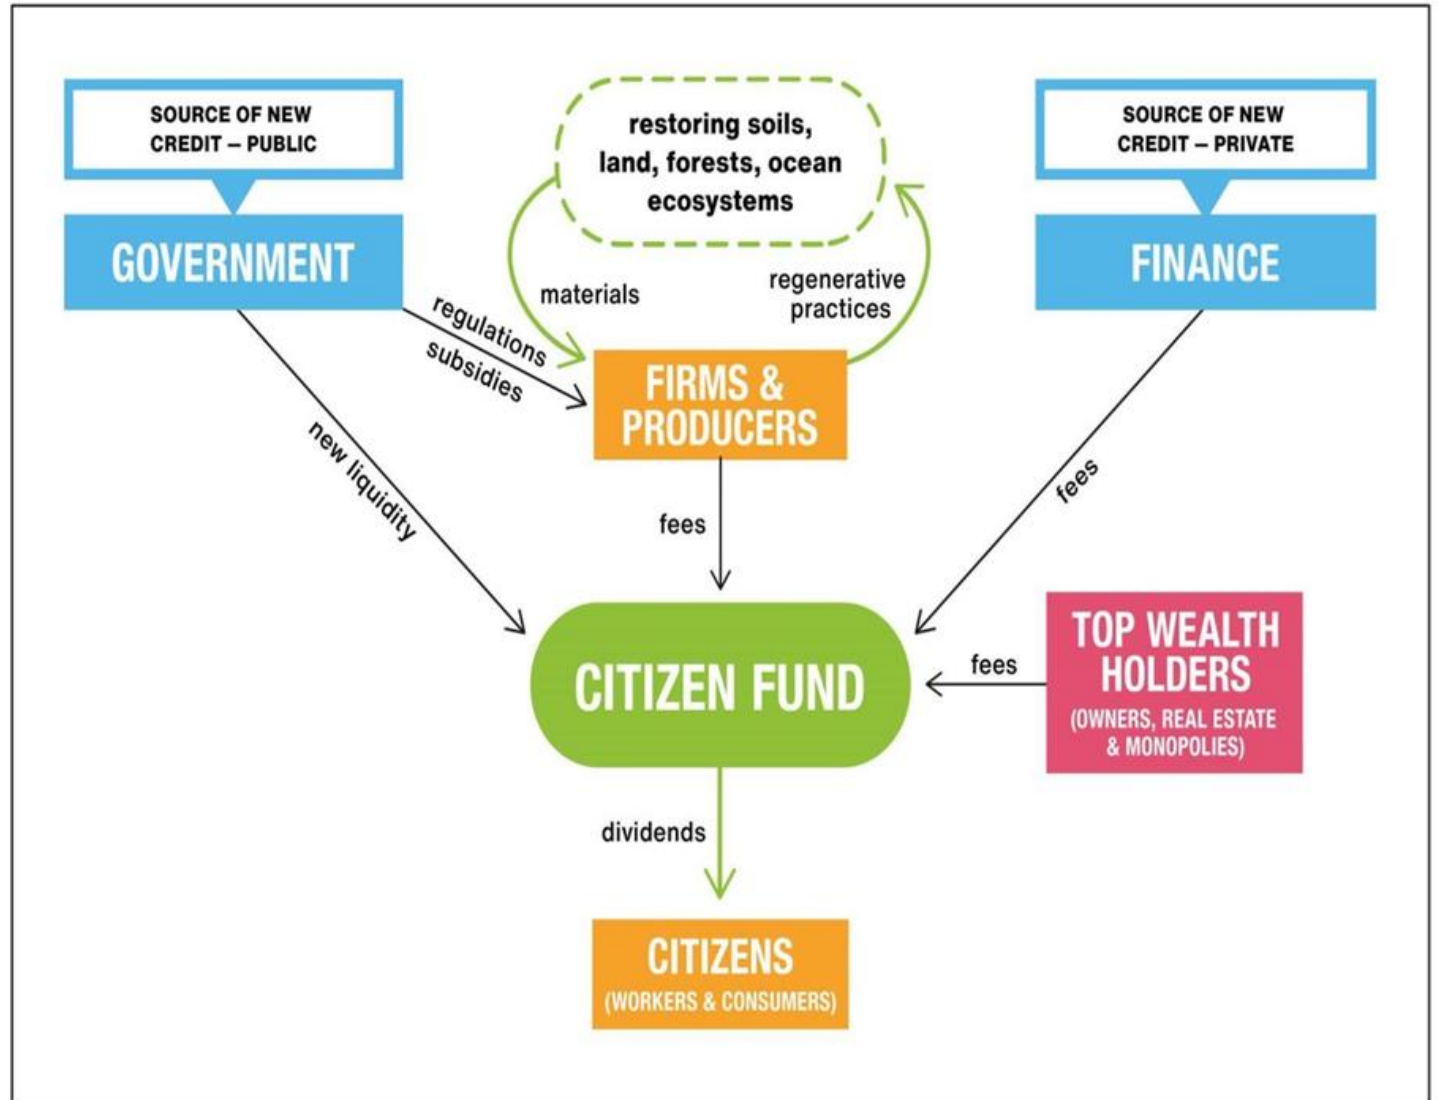 SOURCE OF NEW
CREDIT – PUBLIC
GOVERNMENT
restoring soils,
land, forests, ocean
ecosystems
SOURCE OF NEW
CREDIT – PRIVATE
FINANCE
materials
regenerative
practices
regulations
subsidies
FIRMS &
PRODUCERS
new liquidity
fees
fees
CITIZEN FUND
fees
TOP WEALTH
HOLDERS
(OWNERS, REAL ESTATE
& MONOPOLIES)
dividends
CITIZENS
(WORKERS & CONSUMERS)